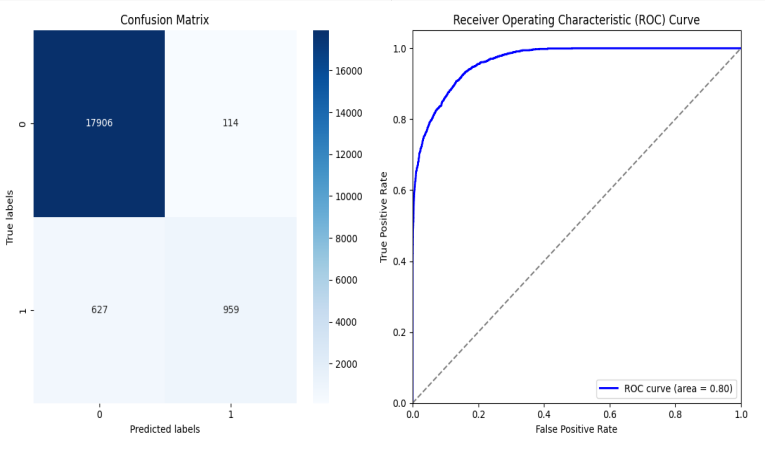 Confusion Matrix
17906 114
627 959
0
1
True labels
0 1
Predicted labels
16000
14000
12000
10000
8000
6000
4000
2000
Receiver Operating Characteristic (ROC) Curve
1.0
0.8
0.6
0.4
0.2
0.0
True Positive Rate
ROC curve (area = 0.80)
0.0 0.2 0.4 0.6 0.8 1.0
False Positive Rate